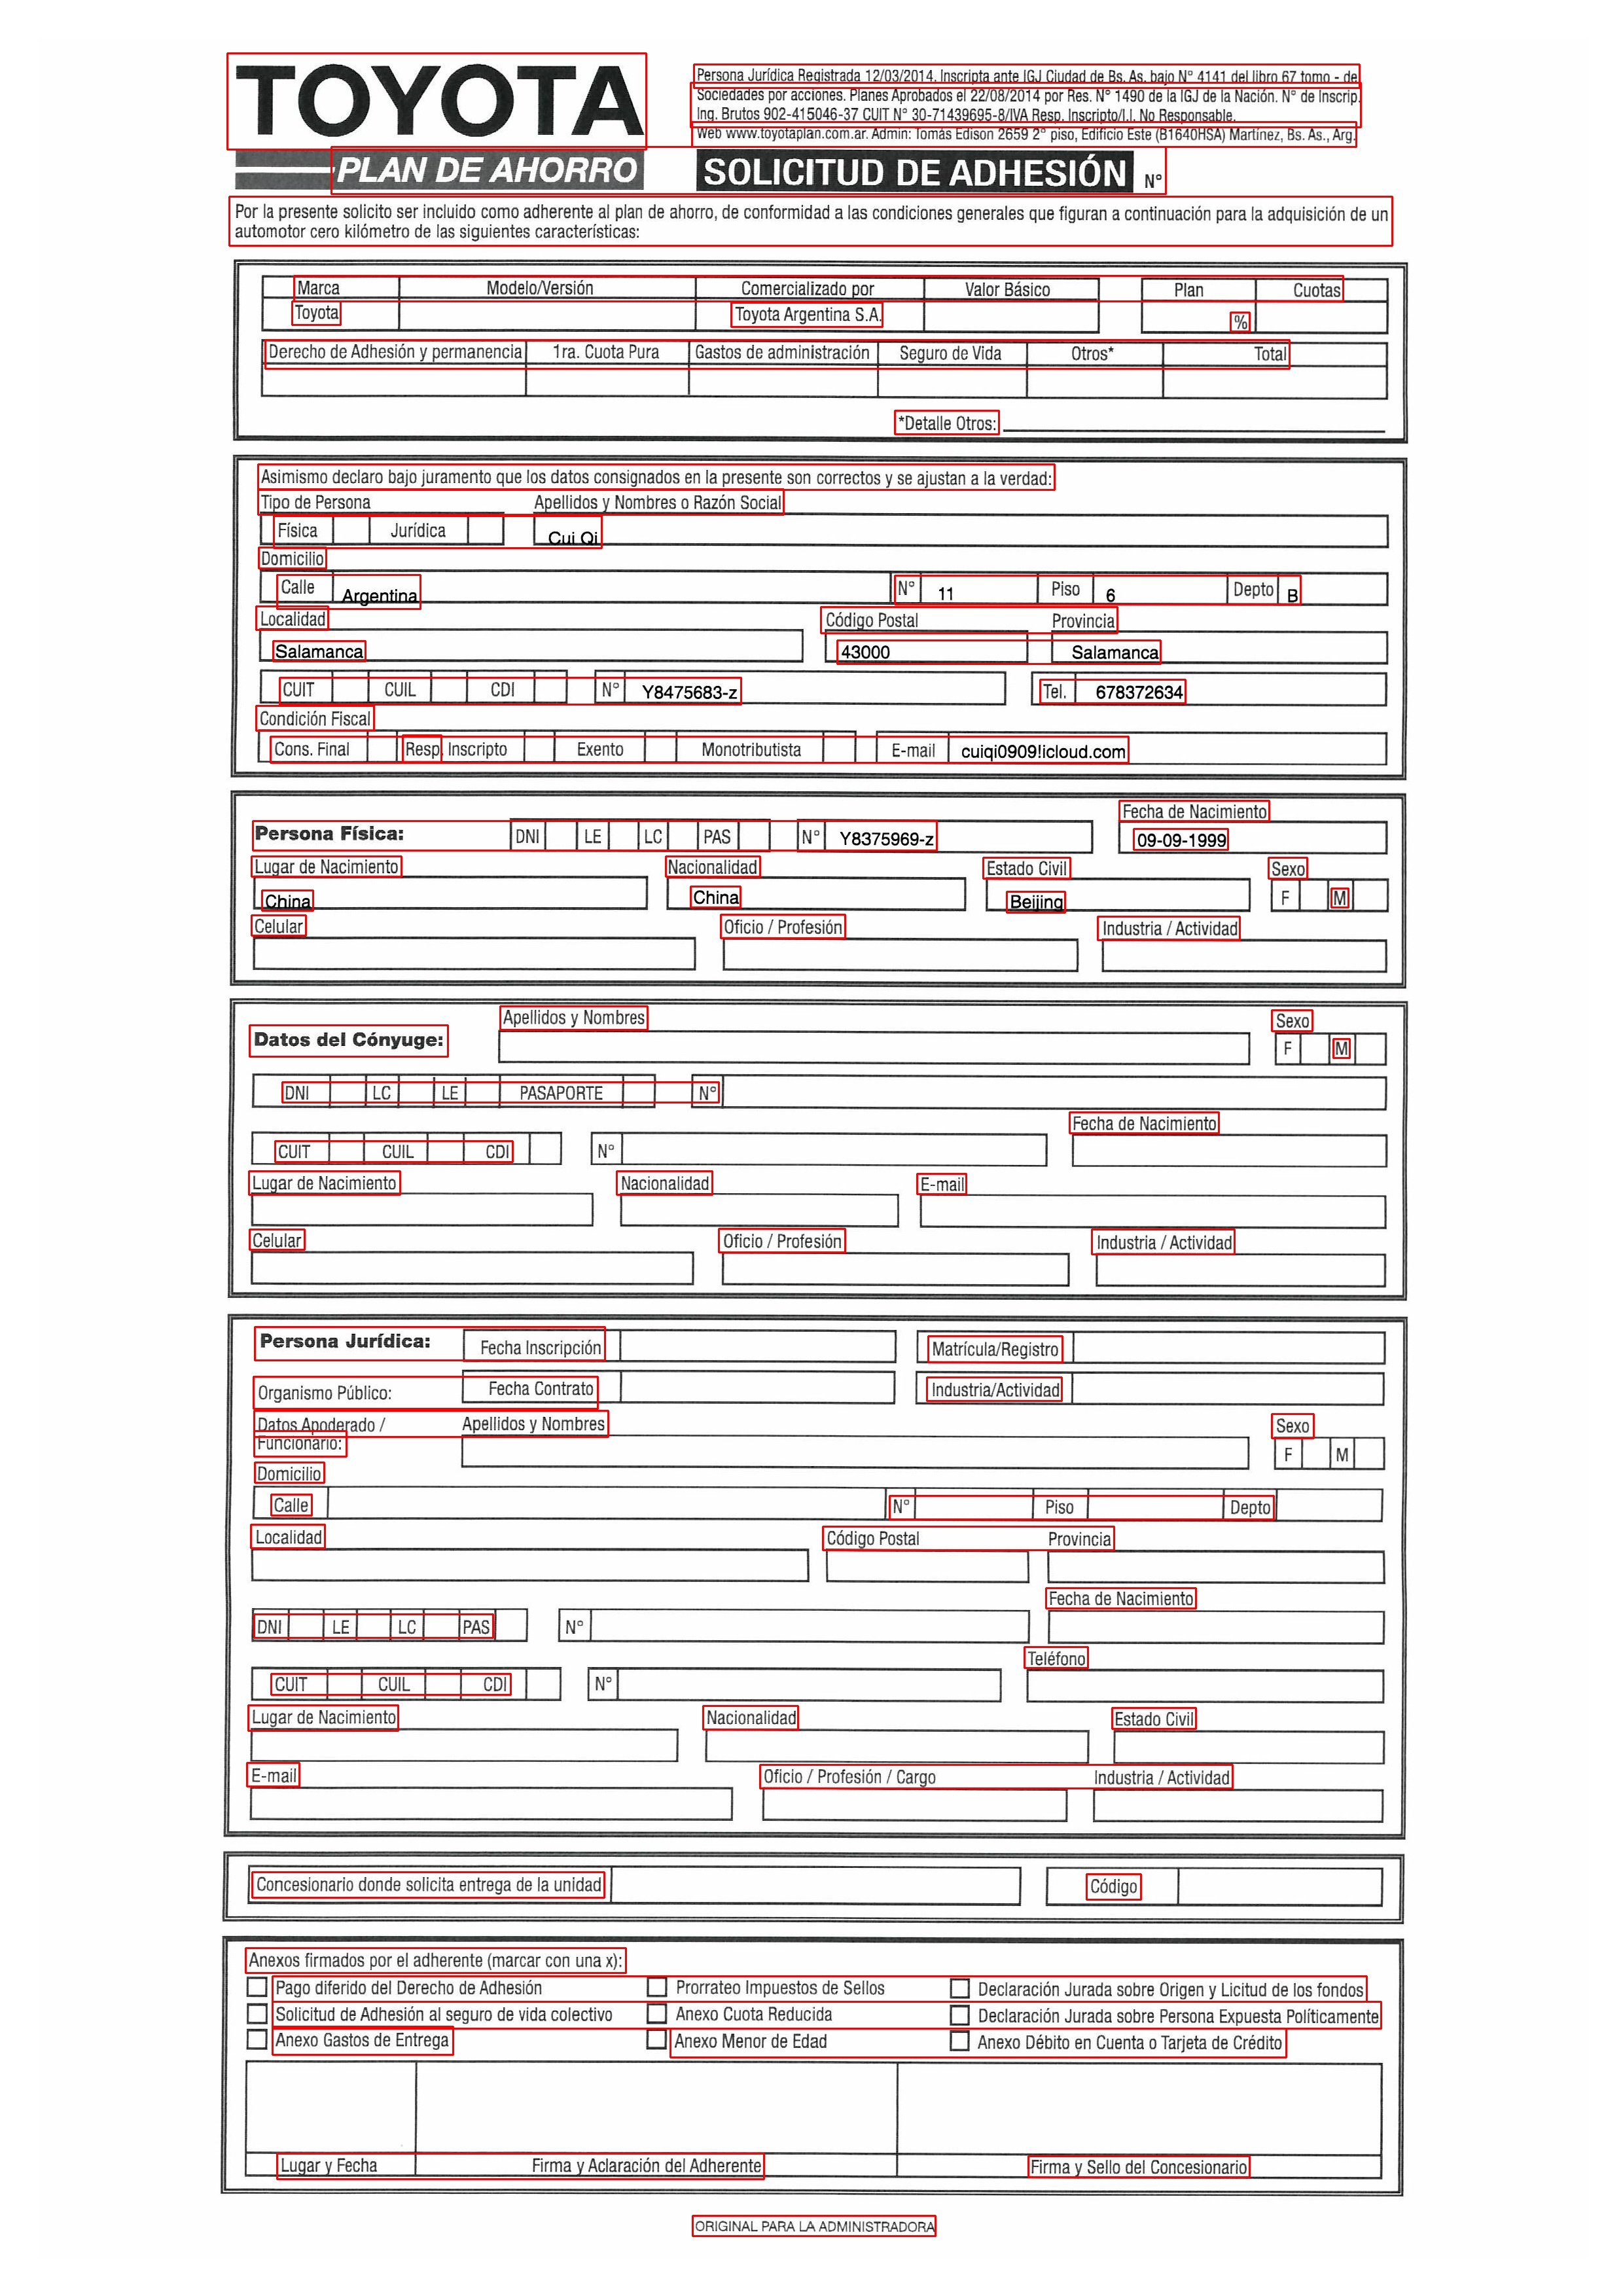 TOYOTA
PLAN DE AHORRO
Persona Jurídica Registrada 12/03/2014. Inscripta ante IGJ Ciudad de Bs. As. bajo N° 4141 del libro 67 tomo - de
Sociedades por acciones. Planes Aprobados el 22/08/2014 por Res. N° 1490 de la IGJ de la Nación. N° de Inscrip.
Ing. Brutos 902-415046-37 CUIT N° 30-71439695-8/IVA Resp. Inscripto/I.I. No Responsable.
Web www.toyotaplan.com.ar. Admin: Tomás Edison 2659 2° piso, Edificio Este (B1640HSA) Martínez, Bs. As., Arg.
SOLICITUD DE ADHESIÓN N°
Por la presente solicito ser incluido como adherente al plan de ahorro, de conformidad a las condiciones generales que figuran a continuación para la adquisición de un
automotor cero kilómetro de las siguientes características:
Marca Modelo/Versión Comercializado por Valor Básico Plan Cuotas
Toyota Toyota Argentina S.A. %
Derecho de Adhesión y permanencia 1ra. Cuota Pura Gastos de administración Seguro de Vida Otros* Total
*Detalle Otros:
Asimismo declaro bajo juramento que los datos consignados en la presente son correctos y se ajustan a la verdad:
Tipo de Persona Apellidos y Nombres o Razón Social
Física Jurídica Cui Qi
Domicilio
Calle Argentina N° 11 Piso 6 Depto B
Localidad Código Postal Provincia
Salamanca 43000 Salamanca
CUIT CUIL CDI N° Y8475683-z Tel. 678372634
Condición Fiscal
Cons. Final Resp. Inscripto Exento Monotributista E-mail cuiqi0909!icloud.com
Fecha de Nacimiento
Persona Física: DNI LE LC PAS N° Y8375969-z 09-09-1999
Lugar de Nacimiento Nacionalidad Estado Civil Sexo
China China Beijing F M
Celular Oficio / Profesión Industria / Actividad
Apellidos y Nombres Sexo
Datos del Cónyuge: F M
DNI LC LE PASAPORTE N°
Fecha de Nacimiento
CUIT CUIL CDI N°
Lugar de Nacimiento Nacionalidad E-mail
Celular Oficio / Profesión Industria / Actividad
Persona Jurídica: Fecha Inscripción Matrícula/Registro
Organismo Público: Fecha Contrato Industria/Actividad
Datos Apoderado / Apellidos y Nombres Sexo
Funcionario: F M
Domicilio
Calle N° Piso Depto
Localidad Código Postal Provincia
Fecha de Nacimiento
DNI LE LC PAS N°
Teléfono
CUIT CUIL CDI N°
Lugar de Nacimiento Nacionalidad Estado Civil
E-mail Oficio / Profesión / Cargo Industria / Actividad
Concesionario donde solicita entrega de la unidad Código
Anexos firmados por el adherente (marcar con una x):
Pago diferido del Derecho de Adhesión Prorrateo Impuestos de Sellos Declaración Jurada sobre Origen y Licitud de los fondos
Solicitud de Adhesión al seguro de vida colectivo Anexo Cuota Reducida Declaración Jurada sobre Persona Expuesta Políticamente
Anexo Gastos de Entrega Anexo Menor de Edad Anexo Débito en Cuenta o Tarjeta de Crédito
Lugar y Fecha Firma y Aclaración del Adherente Firma y Sello del Concesionario
ORIGINAL PARA LA ADMINISTRADORA